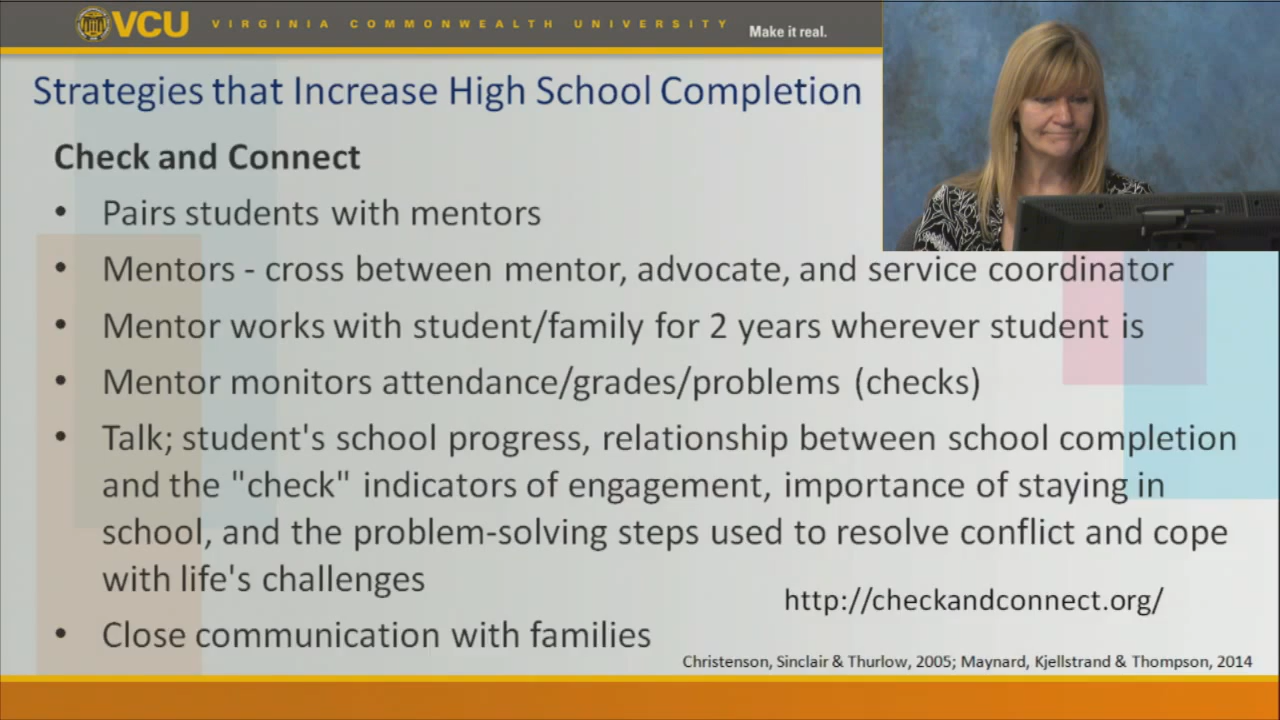 VCU VIRGINIA COMMONWEALTH UNIVERSITY Make it real.
Strategies that Increase High School Completion
Check and Connect
• Pairs students with mentors
• Mentors - cross between mentor, advocate, and service coordinator
• Mentor works with student/family for 2 years wherever student is
• Mentor monitors attendance/grades/problems (checks)
• Talk; student's school progress, relationship between school completion
and the "check" indicators of engagement, importance of staying in
school, and the problem-solving steps used to resolve conflict and cope
with life's challenges
http://checkandconnect.org/
• Close communication with families
Christenson, Sinclair & Thurlow, 2005; Maynard, Kjellstrand & Thompson, 2014